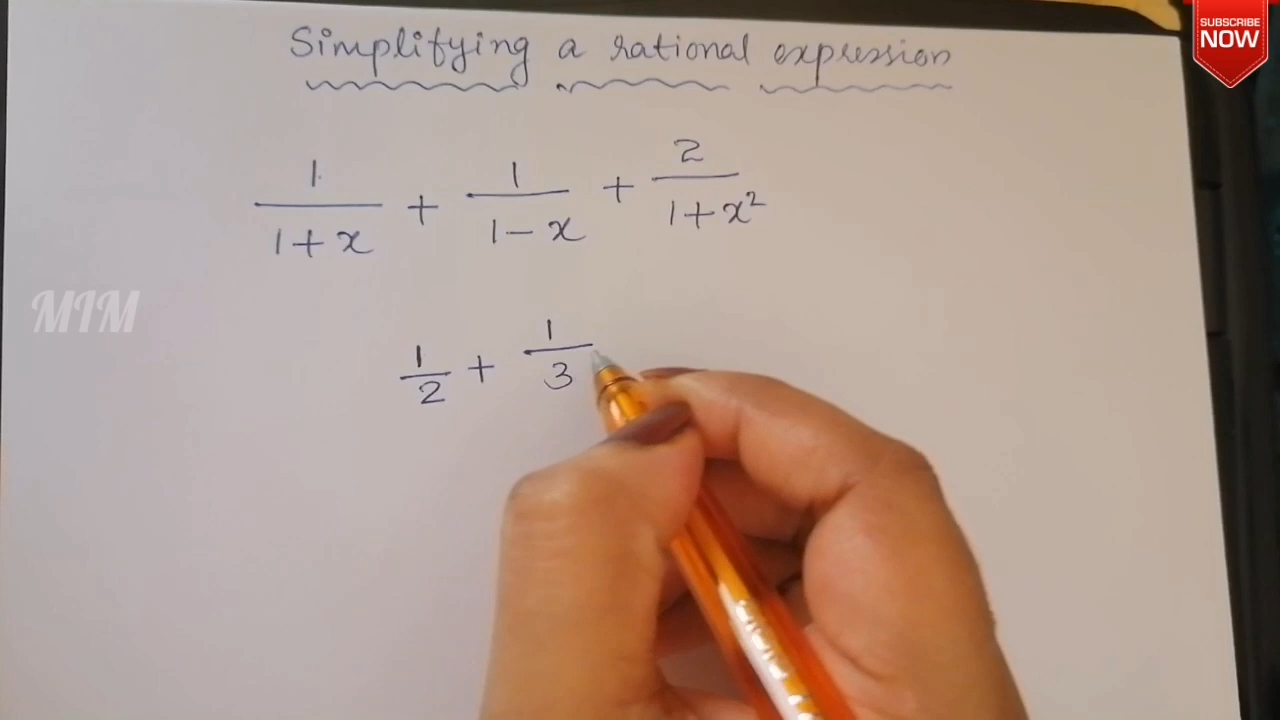 SUBSCRIBE
NOW
Simplifying a rational expression
1/(1+x) + 1/(1-x) + 2/(1+x²)
MIM
1/2 + 1/3